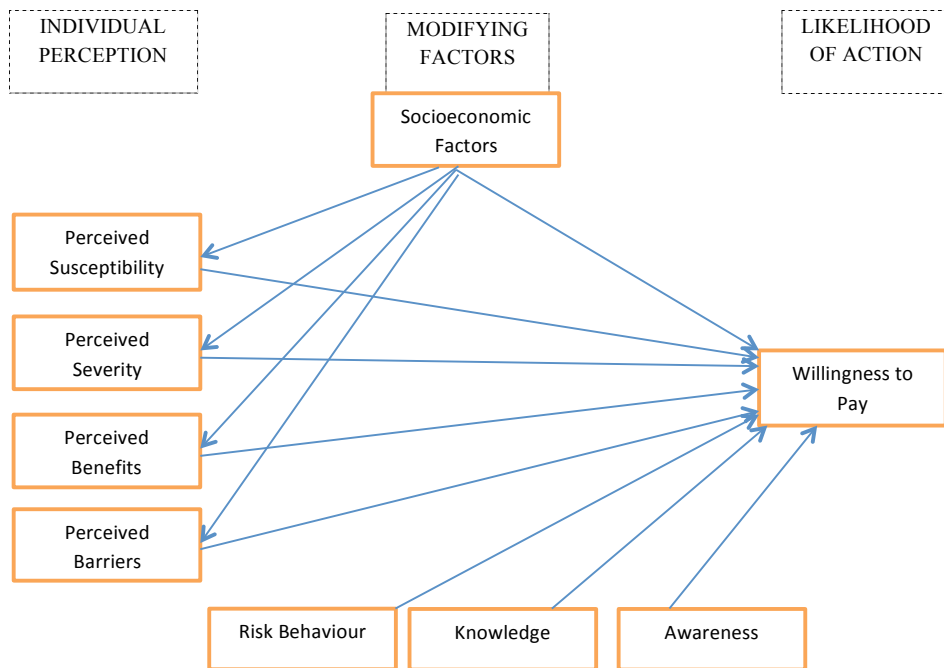 INDIVIDUAL
PERCEPTION
MODIFYING
FACTORS
LIKELIHOOD
OF ACTION
Socioeconomic
Factors
Perceived
Susceptibility
Perceived
Severity
Perceived
Benefits
Perceived
Barriers
Willingness to
Pay
Risk Behaviour
Knowledge
Awareness